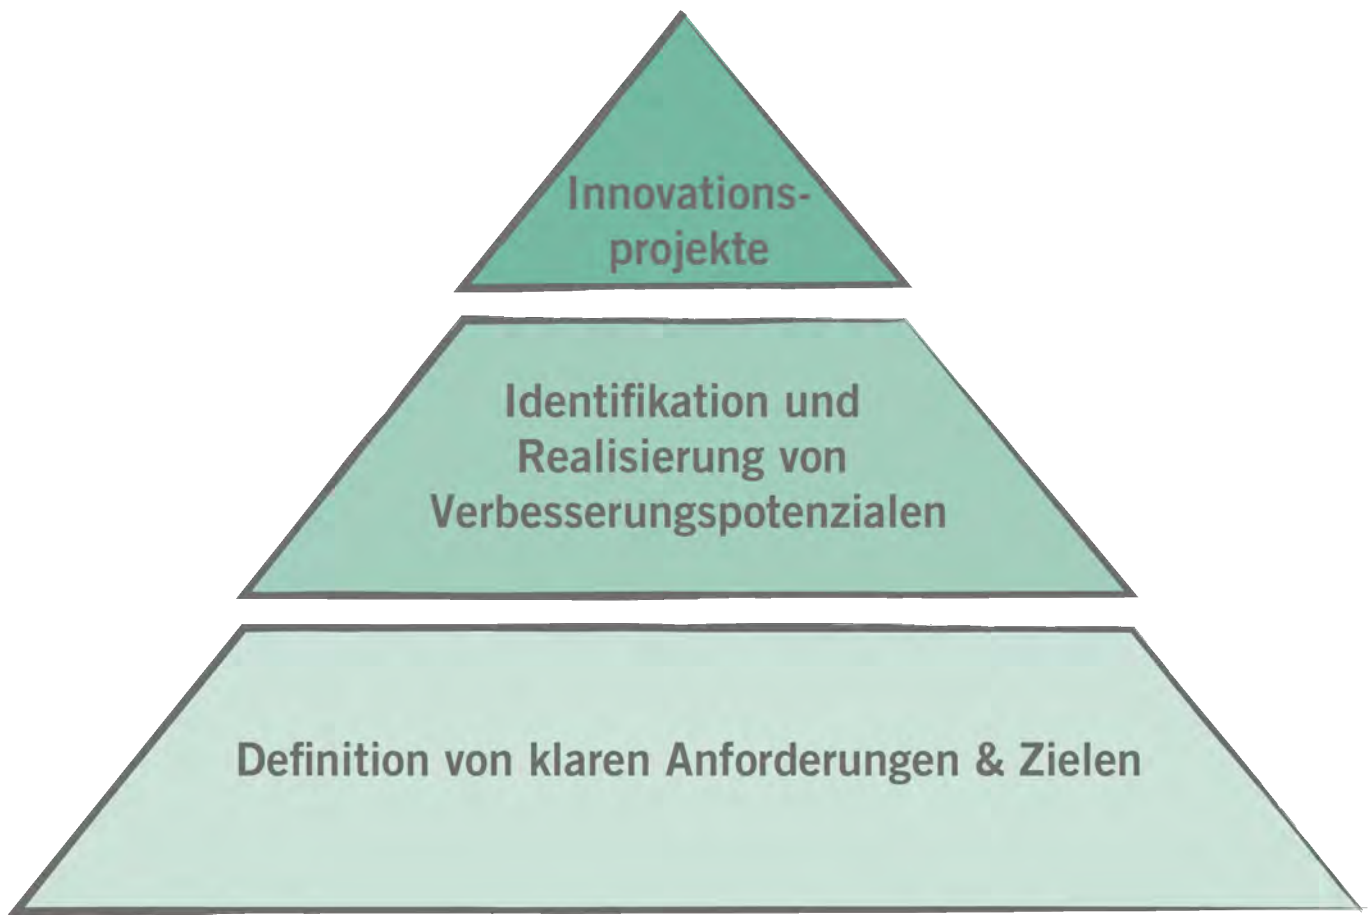 Innovations-
projekte
Identifikation und
Realisierung von
Verbesserungspotenzialen
Definition von klaren Anforderungen & Zielen